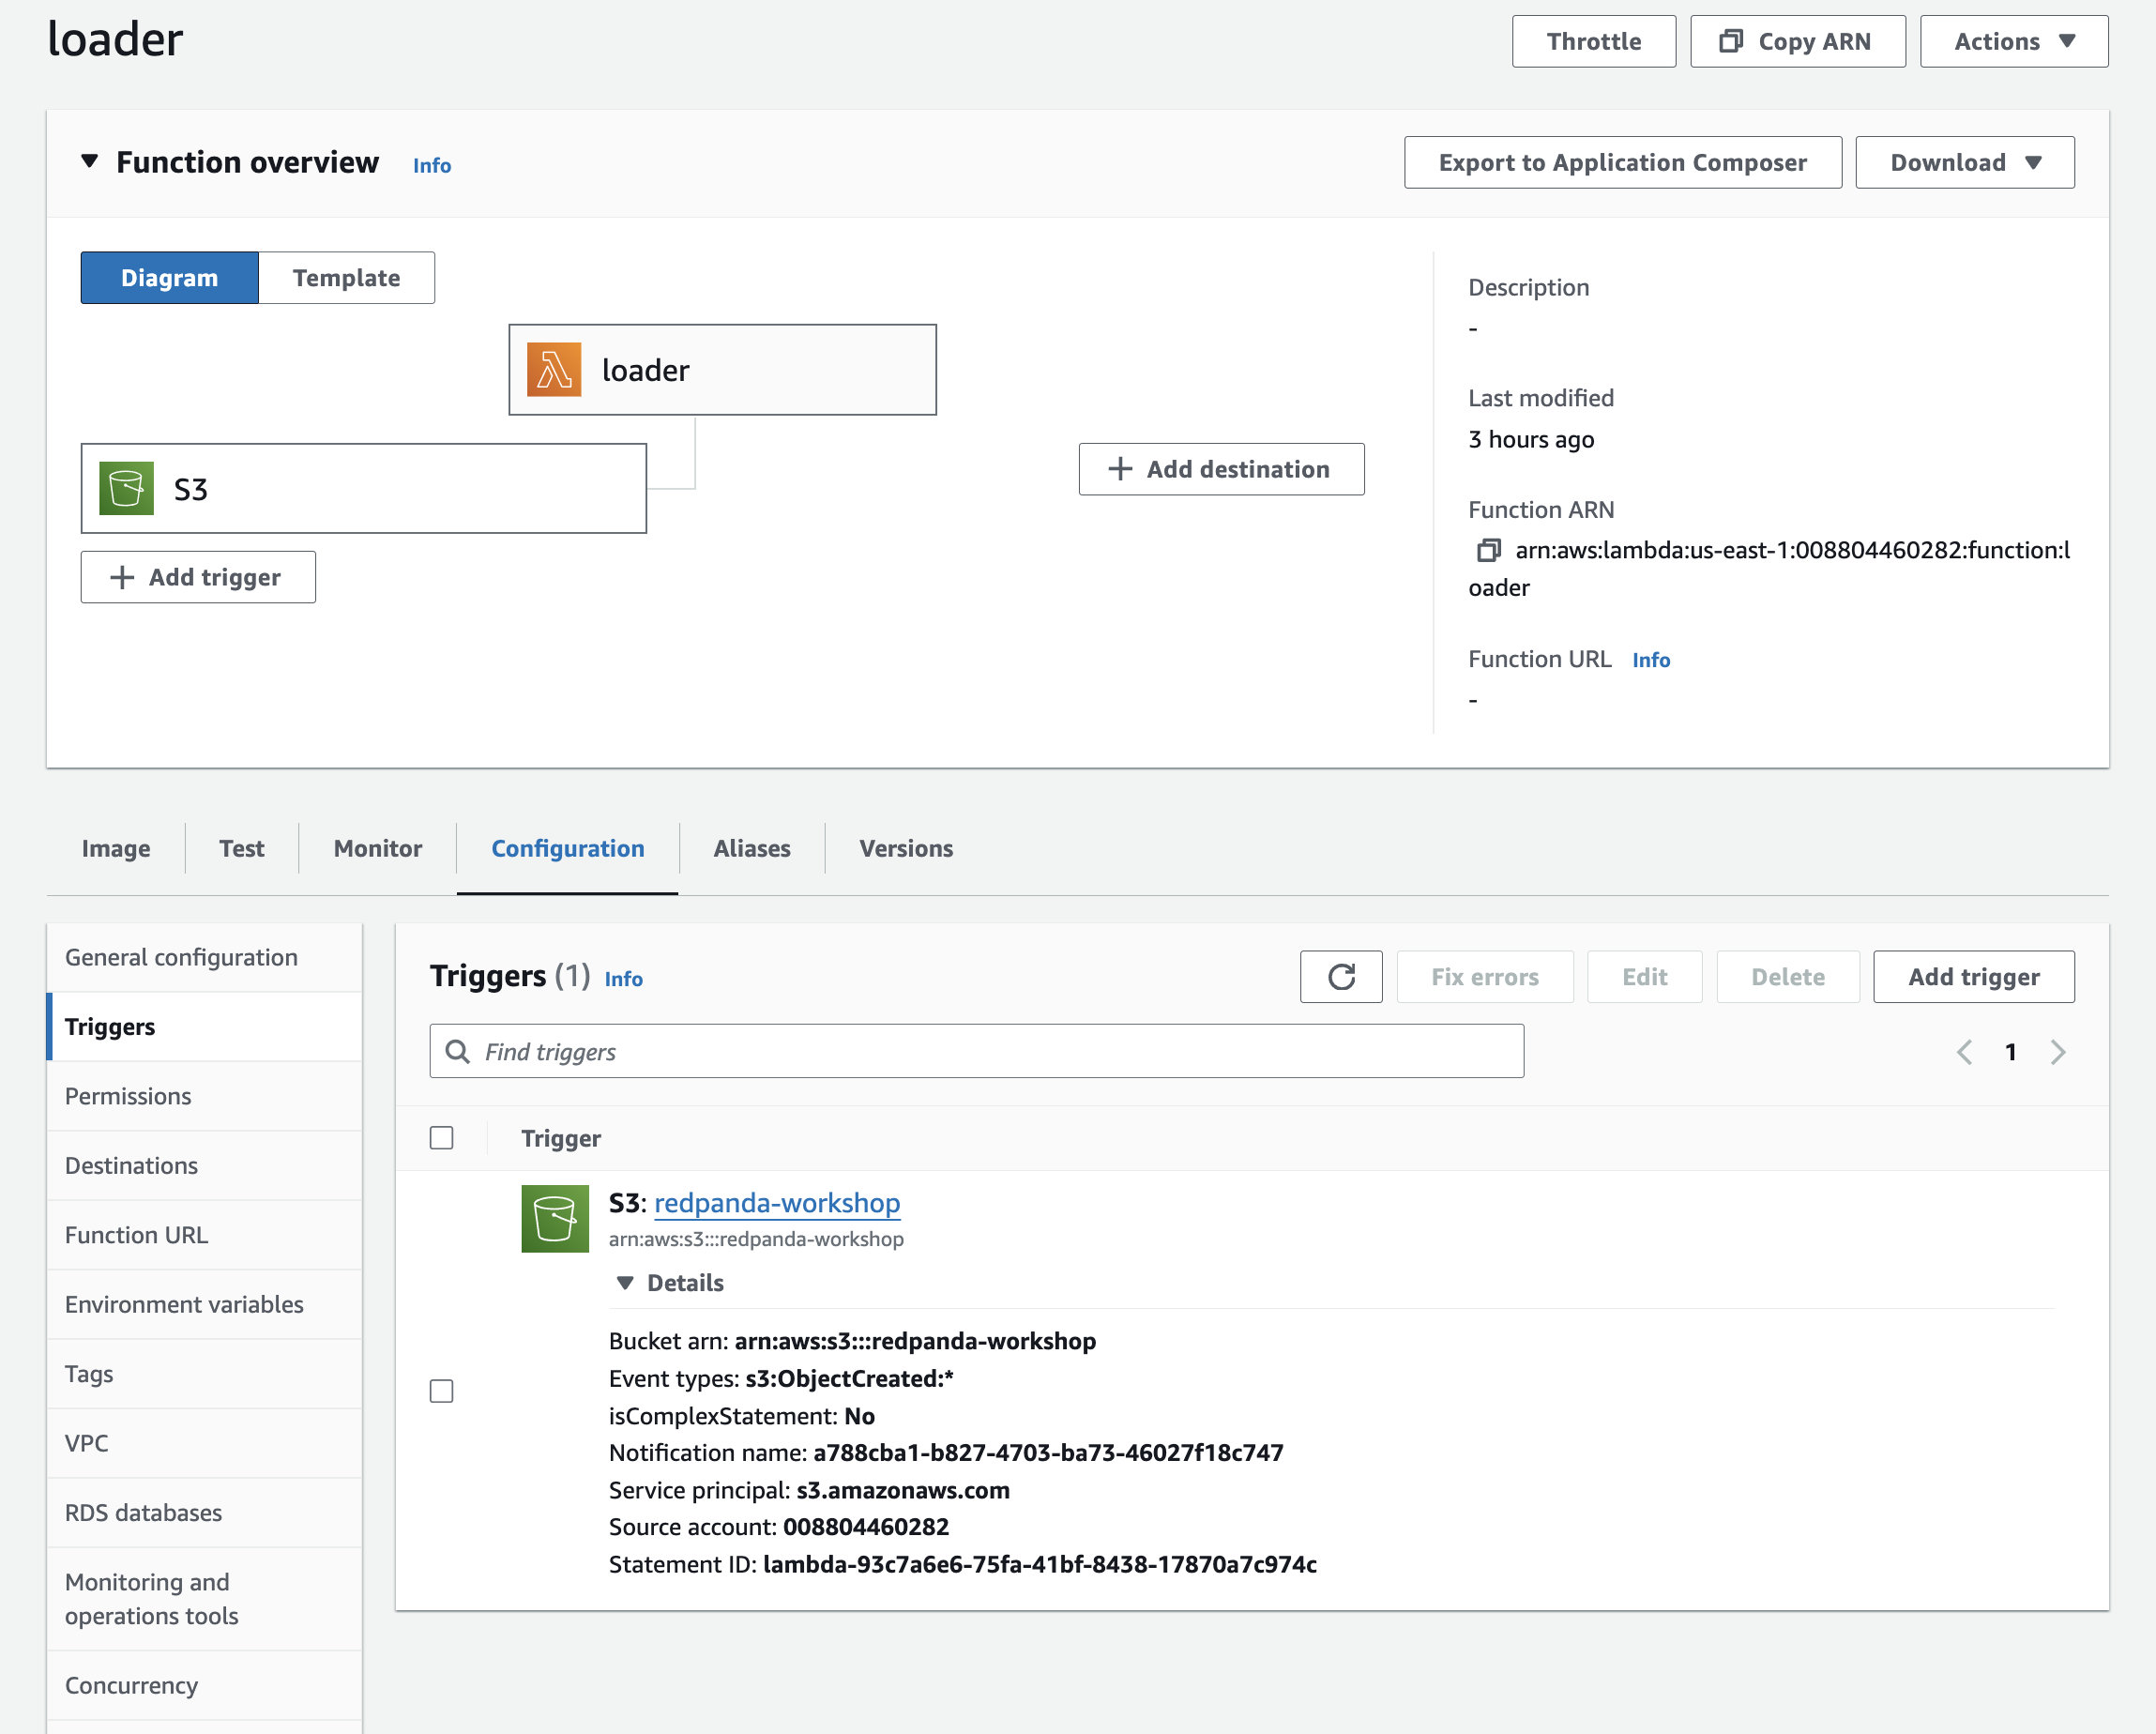 loader
Throttle
Copy ARN
Actions
Function overview Info
Export to Application Composer
Download
Diagram
Template
loader
S3
Add trigger
Add destination
Description
-
Last modified
3 hours ago
Function ARN
arn:aws:lambda:us-east-1:008804460282:function:l
oader
Function URL Info
-
Image
Test
Monitor
Configuration
Aliases
Versions
General configuration
Triggers
Permissions
Destinations
Function URL
Environment variables
Tags
VPC
RDS databases
Monitoring and
operations tools
Concurrency
Triggers (1) Info
Fix errors
Edit
Delete
Add trigger
Find triggers
1
Trigger
S3: redpanda-workshop
arn:aws:s3:::redpanda-workshop
Details
Bucket arn: arn:aws:s3:::redpanda-workshop
Event types: s3:ObjectCreated:*
isComplexStatement: No
Notification name: a788cba1-b827-4703-ba73-46027f18c747
Service principal: s3.amazonaws.com
Source account: 008804460282
Statement ID: lambda-93c7a6e6-75fa-41bf-8438-17870a7c974c